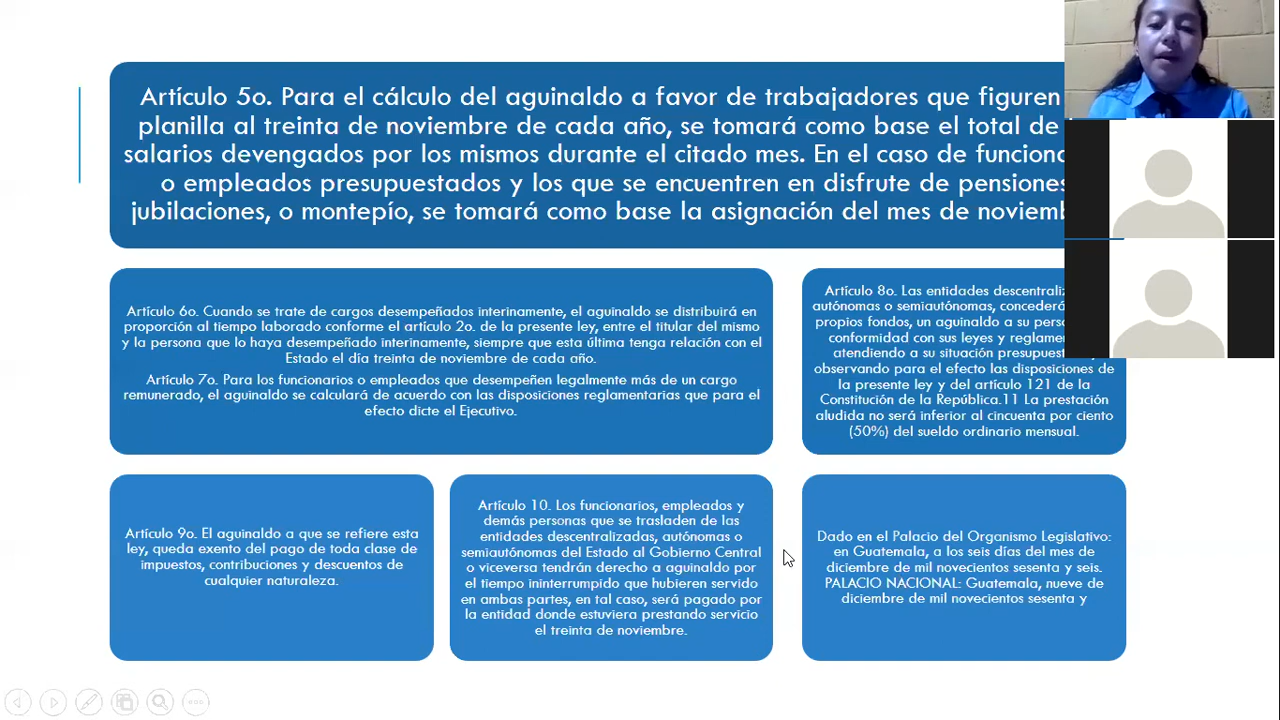 Artículo 5o. Para el cálculo del aguinaldo a favor de trabajadores que figuren
planilla al treinta de noviembre de cada año, se tomará como base el total de
salarios devengados por los mismos durante el citado mes. En el caso de
o empleados presupuestados y los que se encuentren en disfrute de pensiones
jubilaciones, o montepío, se tomará como base la asignación del mes de
Artículo 6o. Cuando se trate de cargos desempeñados interinamente, el aguinaldo se distribuirá en
proporción al tiempo laborado conforme el artículo 2o. de la presente ley, entre el titular del mismo
y la persona que lo haya desempeñado interinamente, siempre que esta última tenga relación con el
Estado el día treinta de noviembre de cada año.
Artículo 7o. Para los funcionarios o empleados que desempeñen legalmente más de un cargo
remunerado, el aguinaldo se calculará de acuerdo con las disposiciones reglamentarias que para el
efecto dicte el Ejecutivo.
Artículo 8o. Las entidades
autónomas o semiautónomas,
propios fondos, un aguinaldo a su
conformidad con sus leyes y
atendiendo a su situación
observando para el efecto las disposiciones de
la presente ley y del artículo 121 de la
Constitución de la República.11 La prestación
aludida no será inferior al cincuenta por ciento
(50%) del sueldo ordinario mensual.
Artículo 9o. El aguinaldo a que se refiere esta
ley, queda exento del pago de toda clase de
impuestos, contribuciones y descuentos de
cualquier naturaleza.
Artículo 10. Los funcionarios, empleados y
demás personas que se trasladen de las
entidades descentralizadas, autónomas o
semiautónomas del Estado al Gobierno Central
o viceversa tendrán derecho a aguinaldo por
el tiempo ininterrumpido que hubieren servido
en ambas partes, en tal caso, será pagado por
la entidad donde estuviera prestando servicio
el treinta de noviembre.
Dado en el Palacio del Organismo Legislativo:
en Guatemala, a los seis días del mes de
diciembre de mil novecientos sesenta y seis.
PALACIO NACIONAL: Guatemala, nueve de
diciembre de mil novecientos sesenta y